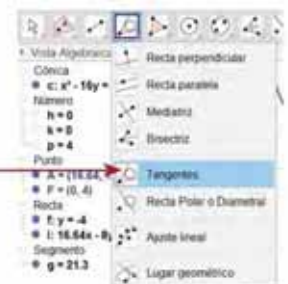 Vista Algebraica
Cónica
c: x² - 16y =
Número
h = 0
k = 0
p = 4
Punto
A = (16.64,
F = (0, 4)
Recta
f: y = -4
i: 16.64x - 8y
Segmento
g = 21.3
Recta perpendicular
Recta paralela
Mediatriz
Bisectriz
Tangentes
Recta Polar o Diametral
Ajuste lineal
Lugar geométrico